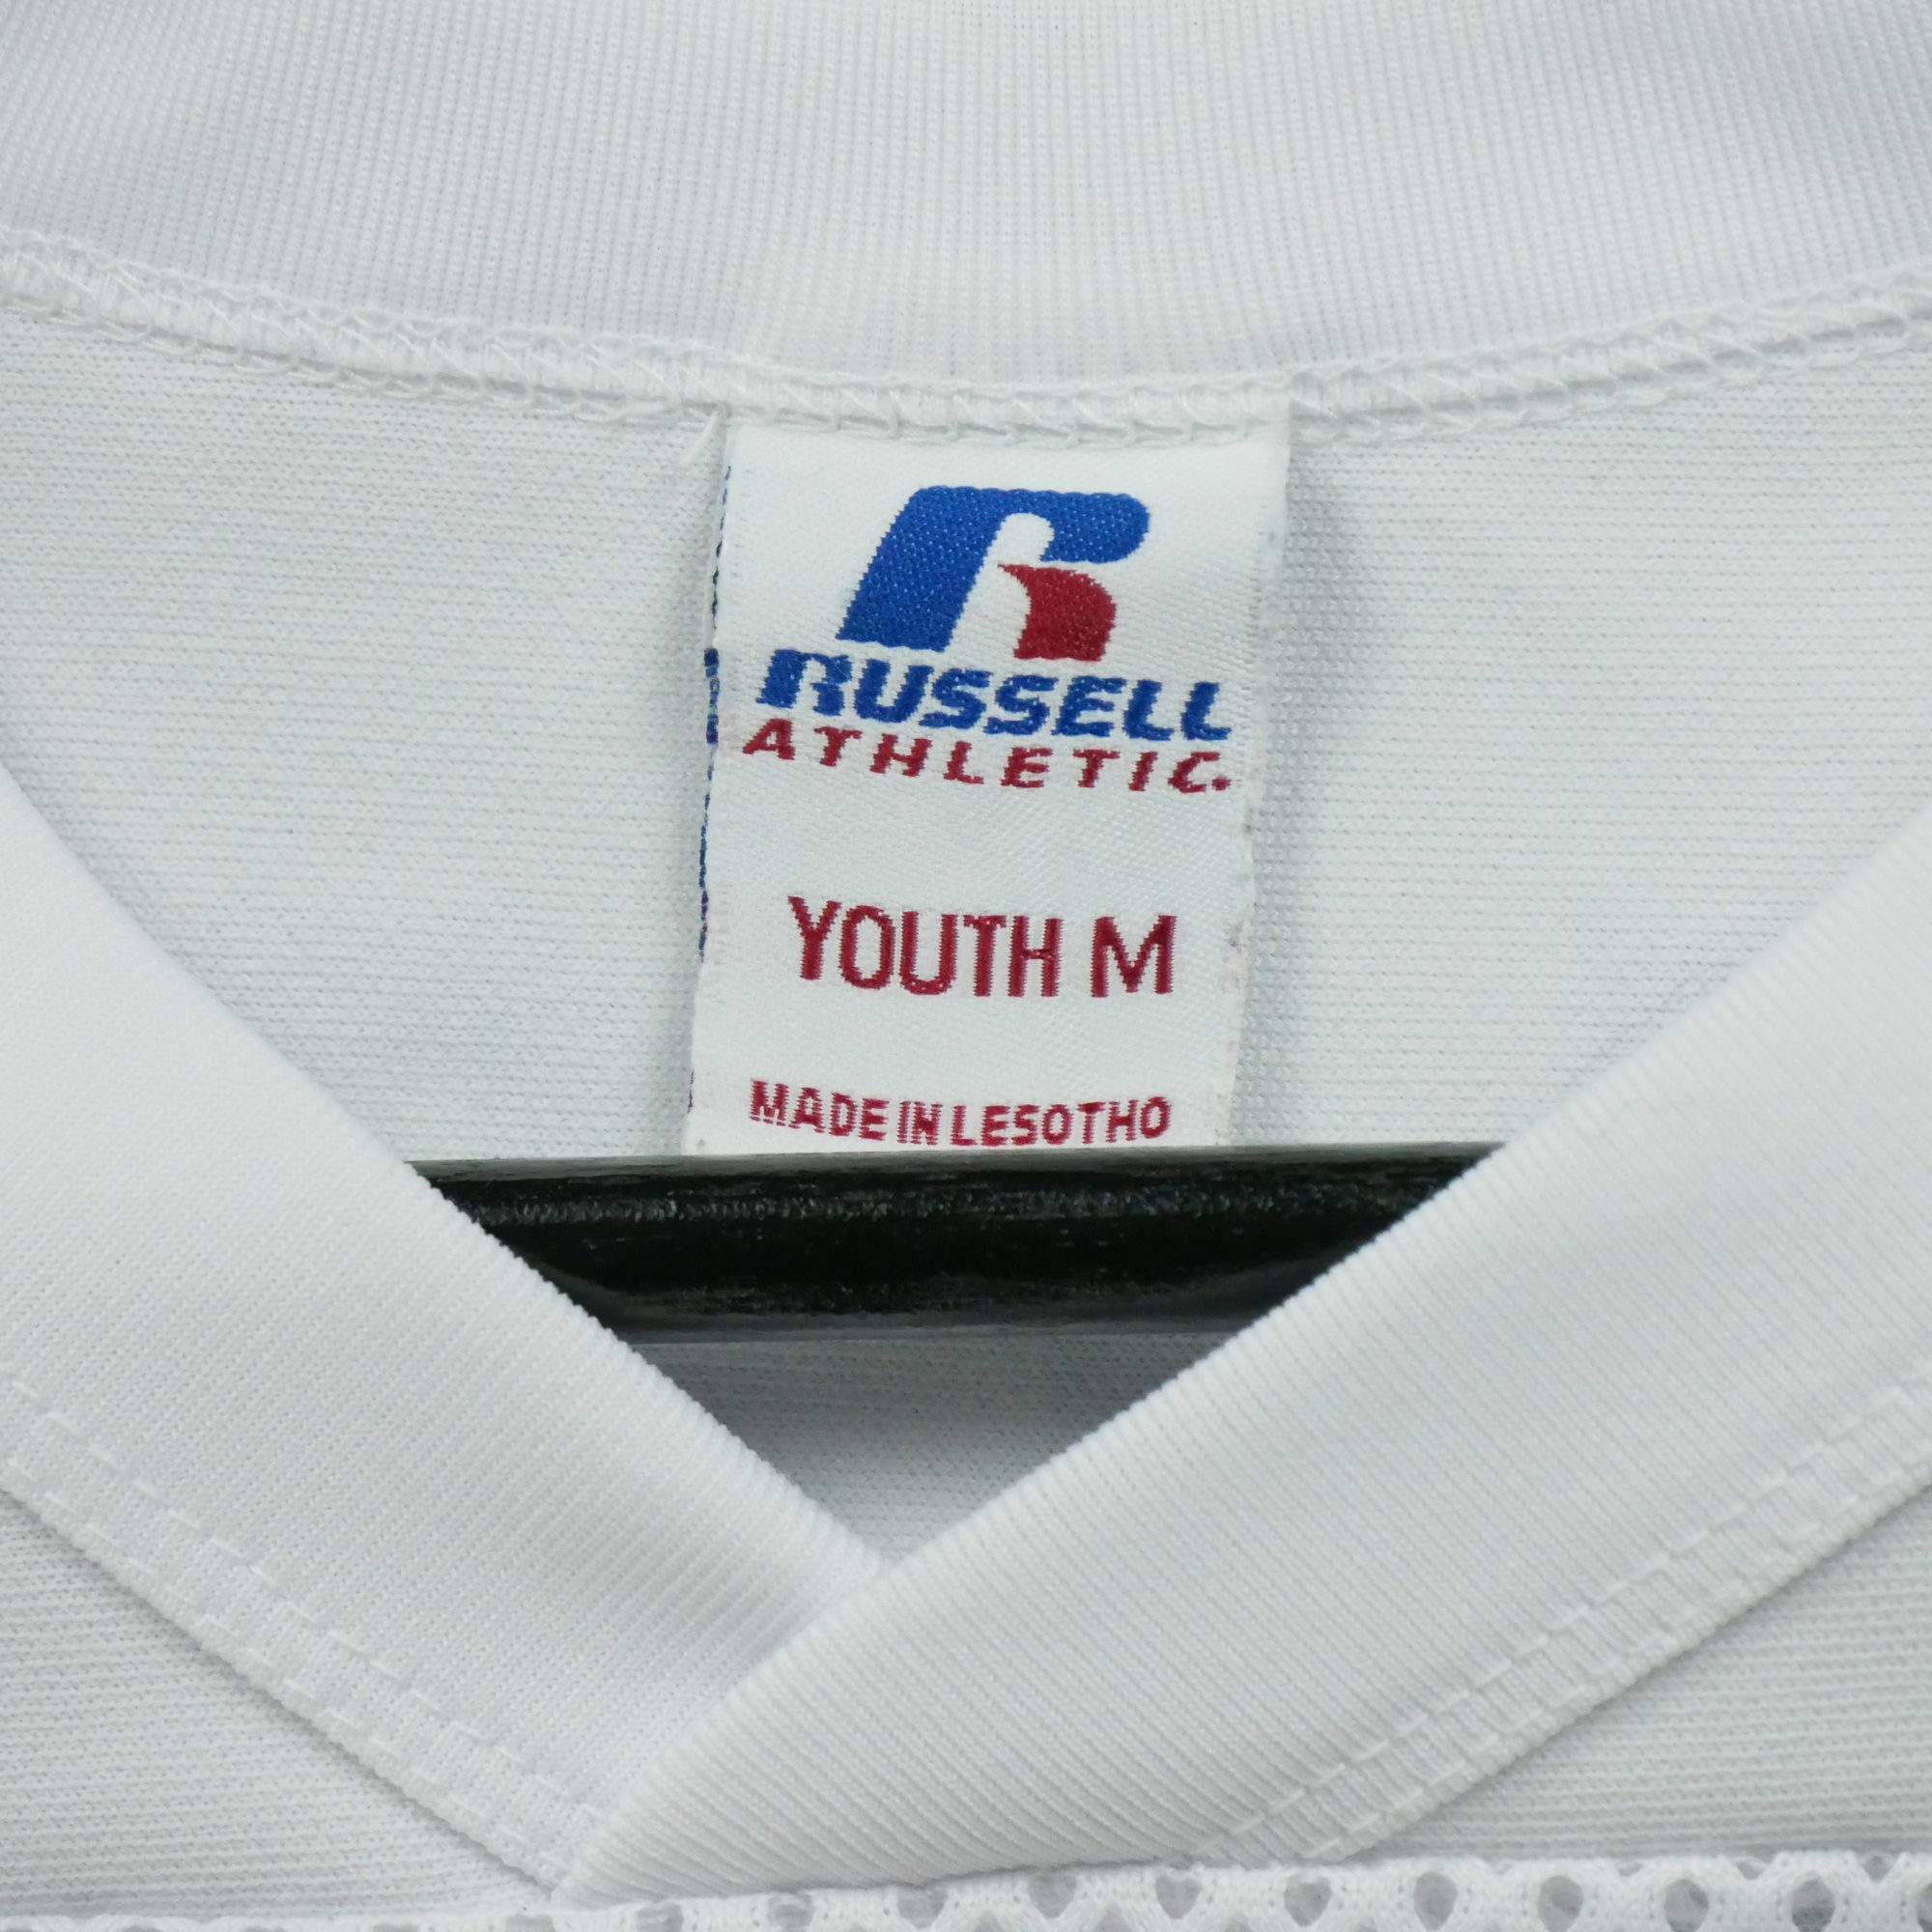 RUSSELL
ATHLETIC.
YOUTH M
MADE IN LESOTHO